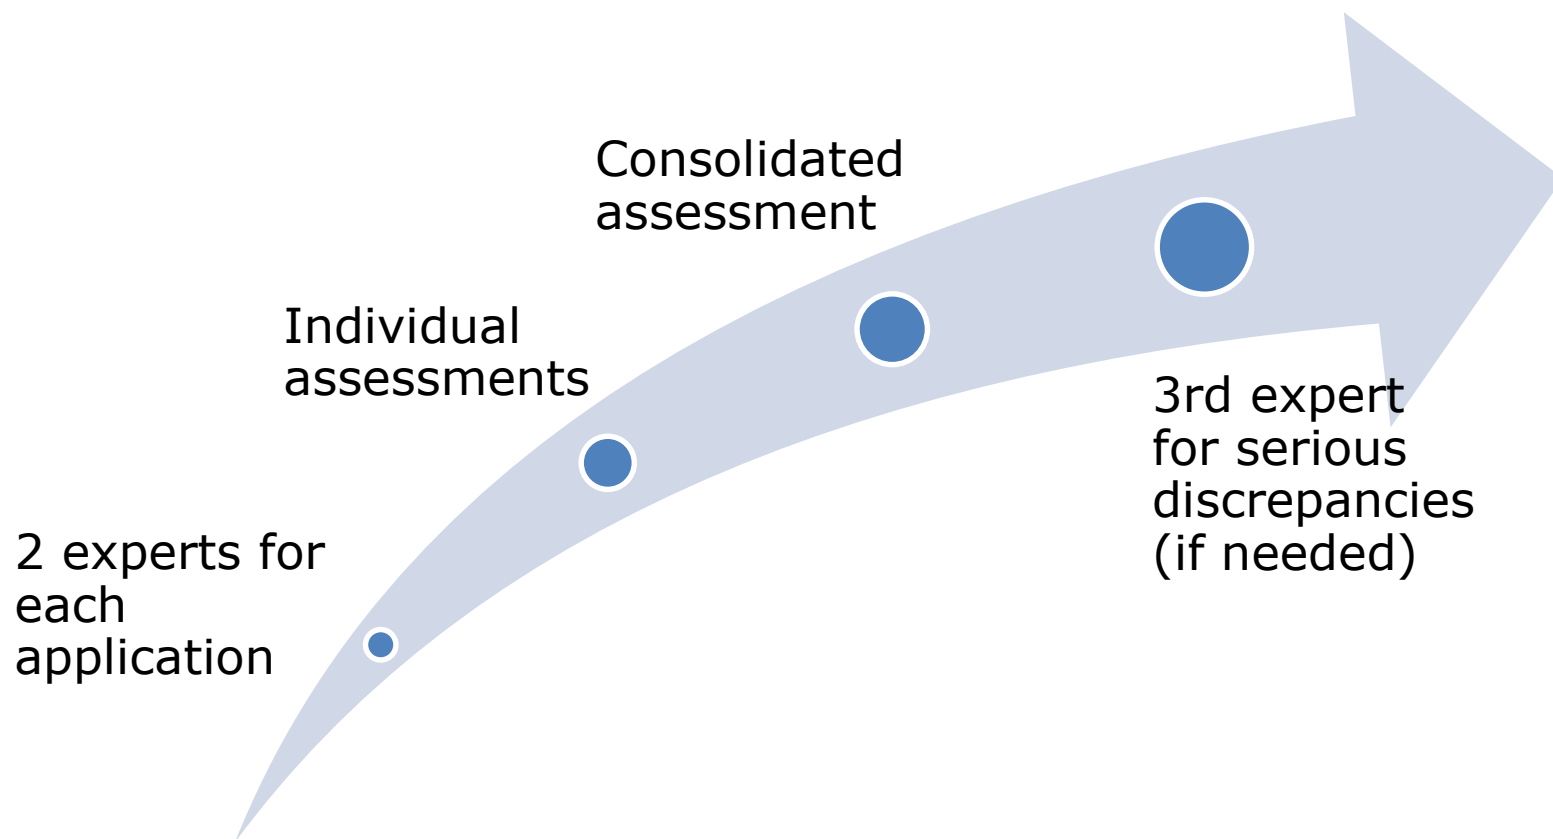 2 experts for
each
application
Individual
assessments
Consolidated
assessment
3rd expert
for serious
discrepancies
(if needed)